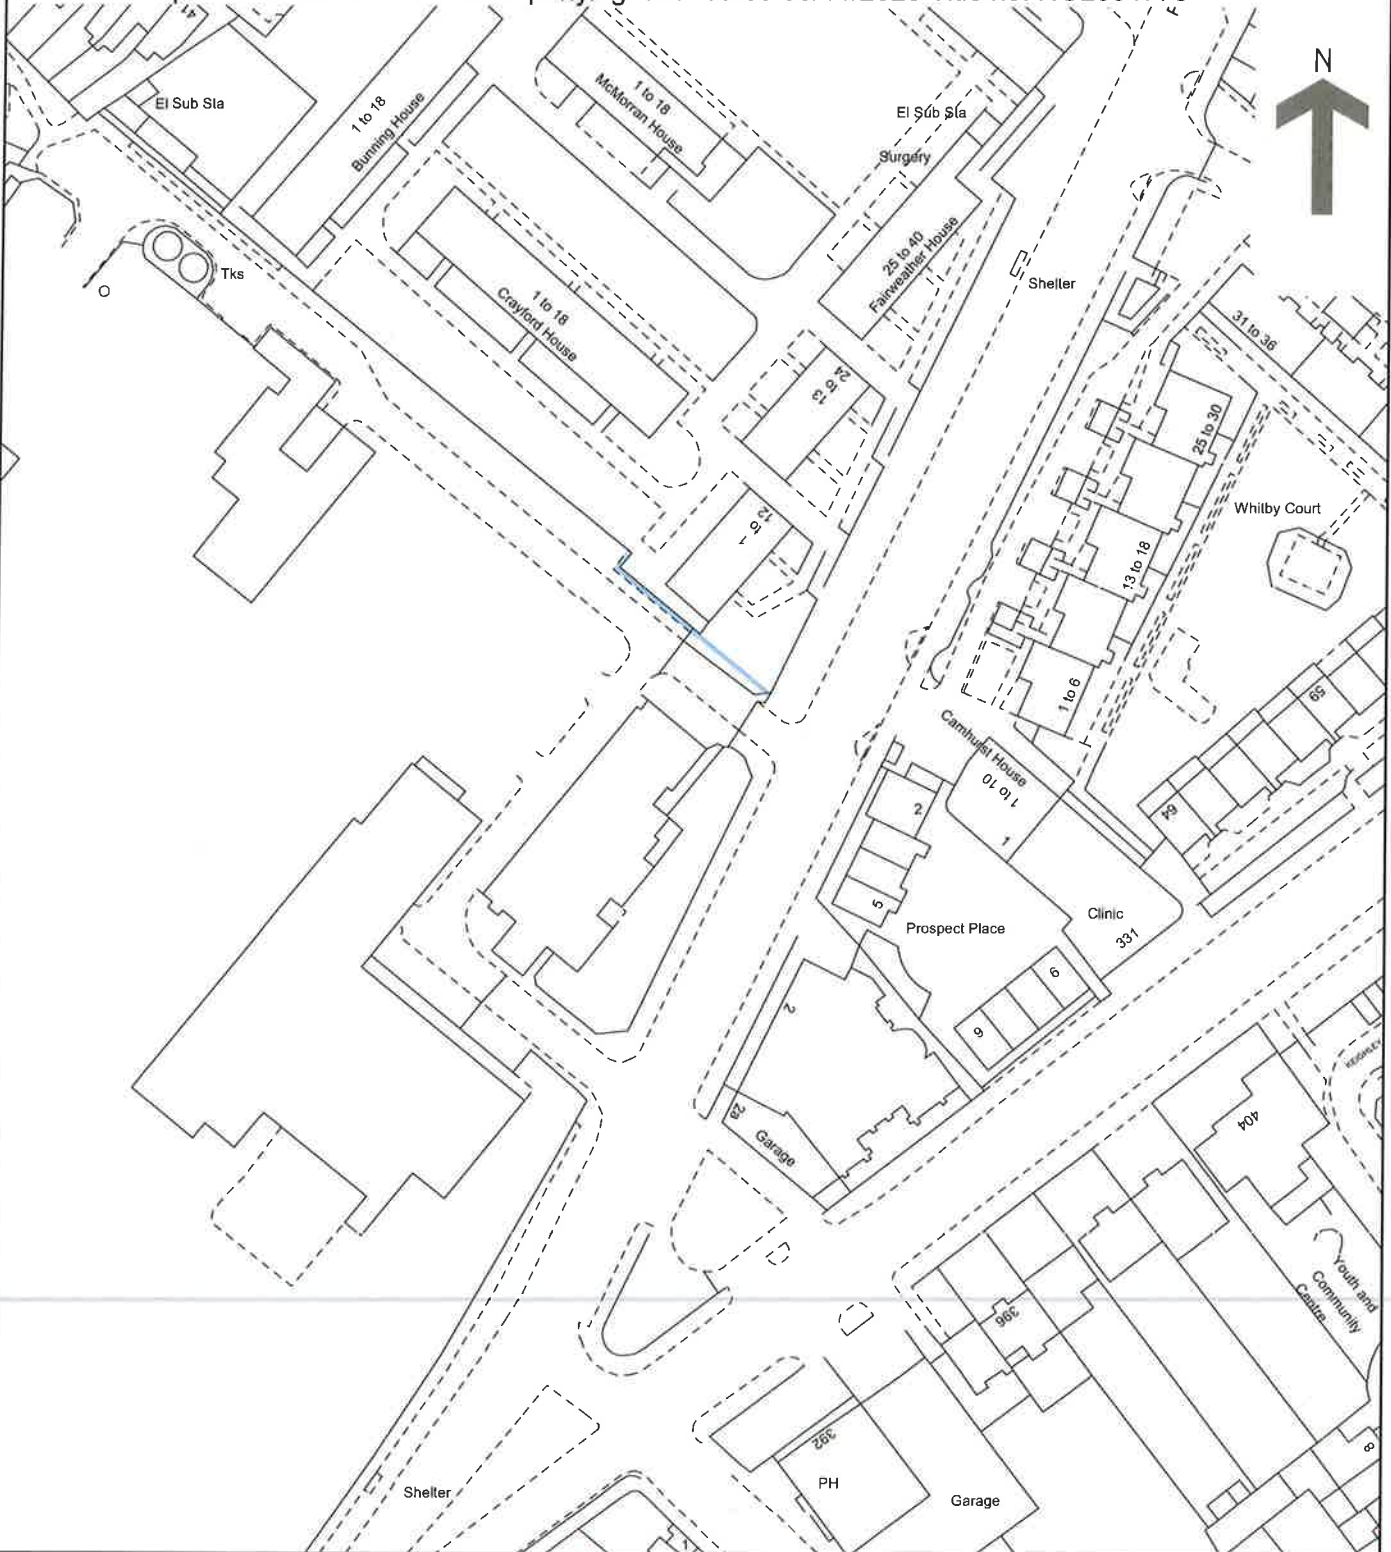 N
41
El Sub Sta
1 to 18
Bunning House
1 to 18
McMorran House
El Sub Sta
Surgery
25 to 40
Fairweather House
Shelter
Tks
1 to 18
Crayford House
31 to 36
13 to 24
25 to 30
Whitby Court
1 to 12
13 to 18
1 to 6
59
Camhurst House
1 to 10
1
64
2
5
Prospect Place
Clinic
331
6
9
2
2a
Garage
KEIGHLEY
404
Youth and
Community
Centre
396
392
PH
Garage
8
Shelter
1